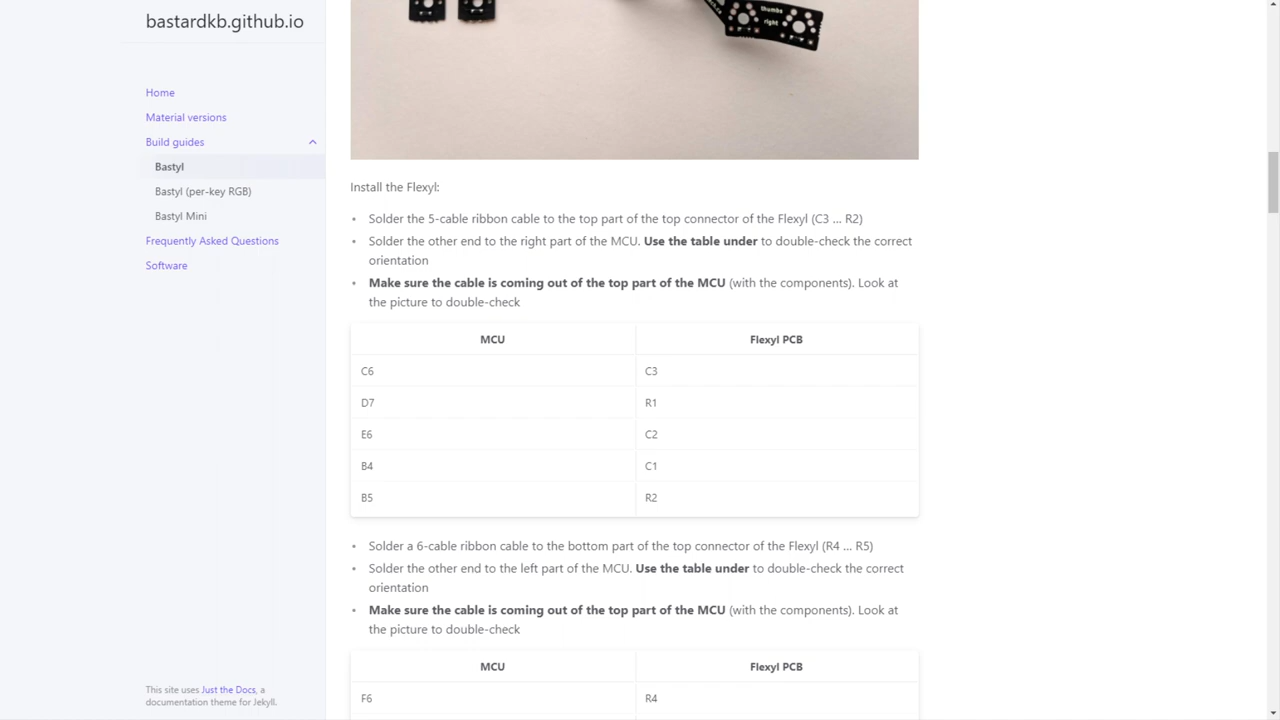 bastardkb.github.io
Home
Material versions
Build guides
Bastyl
Bastyl (per-key RGB)
Bastyl Mini
Frequently Asked Questions
Software
This site uses Just the Docs, a
documentation theme for Jekyll.
thumbs
right
Install the Flexyl:
• Solder the 5-cable ribbon cable to the top part of the top connector of the Flexyl (C3 ... R2)
• Solder the other end to the right part of the MCU. Use the table under to double-check the correct
orientation
• Make sure the cable is coming out of the top part of the MCU (with the components). Look at
the picture to double-check
MCU Flexyl PCB
C6 C3
D7 R1
E6 C2
B4 C1
B5 R2
• Solder a 6-cable ribbon cable to the bottom part of the top connector of the Flexyl (R4 ... R5)
• Solder the other end to the left part of the MCU. Use the table under to double-check the correct
orientation
• Make sure the cable is coming out of the top part of the MCU (with the components). Look at
the picture to double-check
MCU Flexyl PCB
F6 R4